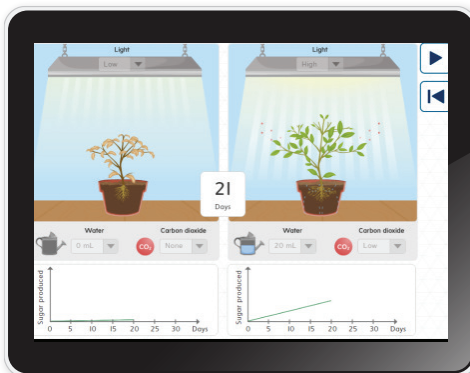 Light
Low
Light
High
21
Days
Water
0 mL
CO₂
Carbon dioxide
None
Water
20 mL
CO₂
Carbon dioxide
Low
Sugar produced
0 5 10 15 20 25 30 Days
Sugar produced
0 5 10 15 20 25 30 Days